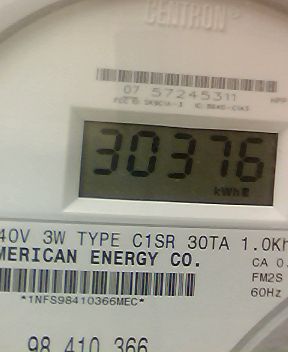 CENTRON®
07 57245311
30376
kWh
40V 3W TYPE C1SR 30TA 1.0Kh
MERICAN ENERGY CO.
CA 0.
FM2S
60Hz
*1NFS98410366MEC*
98 410 366